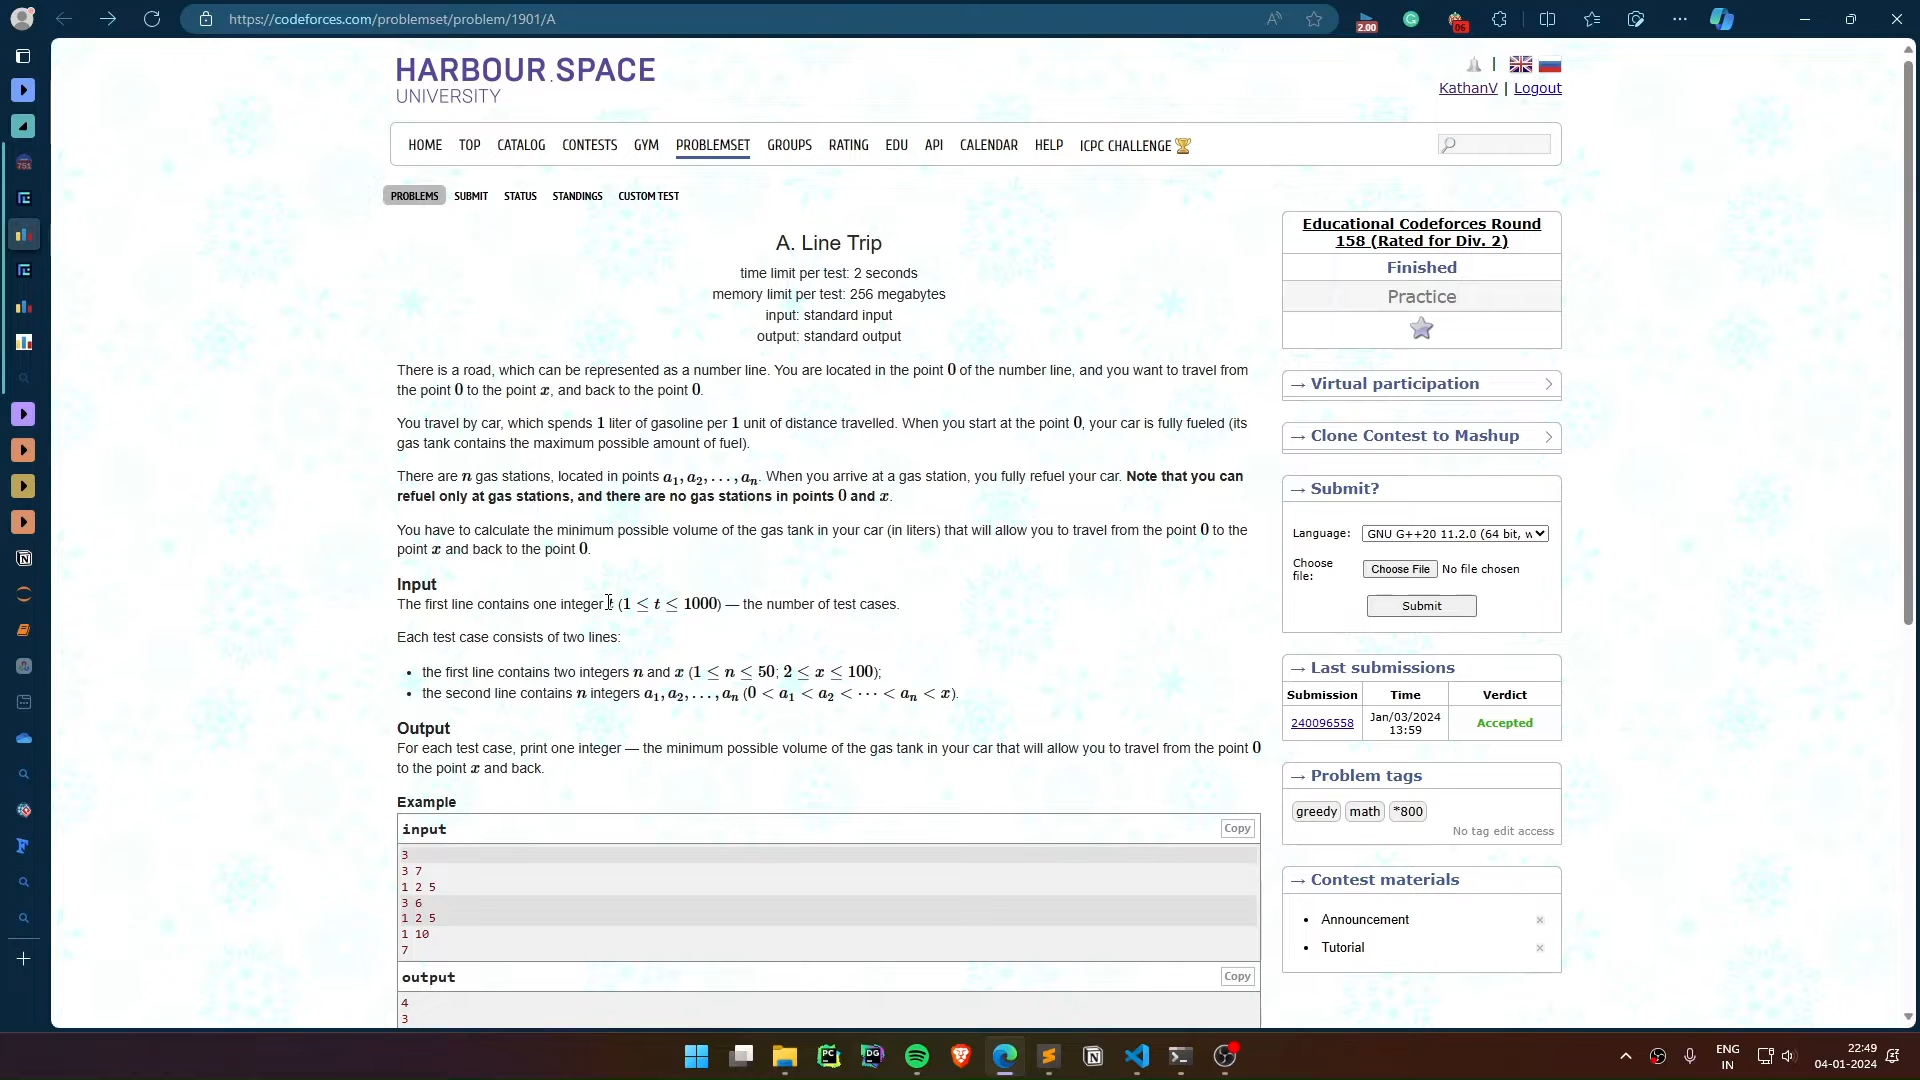 https://codeforces.com/problemset/problem/1901/A
2.00
HARBOUR.SPACE
UNIVERSITY
KathanV | Logout
HOME TOP CATALOG CONTESTS GYM PROBLEMSET GROUPS RATING EDU API CALENDAR HELP ICPC CHALLENGE
PROBLEMS SUBMIT STATUS STANDINGS CUSTOM TEST
A. Line Trip
time limit per test: 2 seconds
memory limit per test: 256 megabytes
input: standard input
output: standard output
There is a road, which can be represented as a number line. You are located in the point 0 of the number line, and you want to travel from
the point 0 to the point x, and back to the point 0.
You travel by car, which spends 1 liter of gasoline per 1 unit of distance travelled. When you start at the point 0, your car is fully fueled (its
gas tank contains the maximum possible amount of fuel).
There are n gas stations, located in points a1, a2, . . . , an. When you arrive at a gas station, you fully refuel your car. Note that you can
refuel only at gas stations, and there are no gas stations in points 0 and x.
You have to calculate the minimum possible volume of the gas tank in your car (in liters) that will allow you to travel from the point 0 to the
point x and back to the point 0.
Input
The first line contains one integer t (1 ≤ t ≤ 1000) — the number of test cases.
Each test case consists of two lines:
• the first line contains two integers n and x (1 ≤ n ≤ 50; 2 ≤ x ≤ 100);
• the second line contains n integers a1, a2, . . . , an (0 < a1 < a2 < ⋯ < an < x).
Output
For each test case, print one integer — the minimum possible volume of the gas tank in your car that will allow you to travel from the point 0
to the point x and back.
Example
input
Copy
3
3 7
1 2 5
3 6
1 2 5
1 10
7
output
Copy
4
3
Educational Codeforces Round
158 (Rated for Div. 2)
Finished
Practice
→ Virtual participation
→ Clone Contest to Mashup
→ Submit?
Language: GNU G++20 11.2.0 (64 bit, w
Choose
file:
Choose File No file chosen
Submit
→ Last submissions
Submission Time Verdict
240096558 Jan/03/2024
13:59 Accepted
→ Problem tags
greedy math *800
No tag edit access
→ Contest materials
• Announcement ×
• Tutorial ×
751
PC
DG
ENG
IN
22:49
04-01-2024